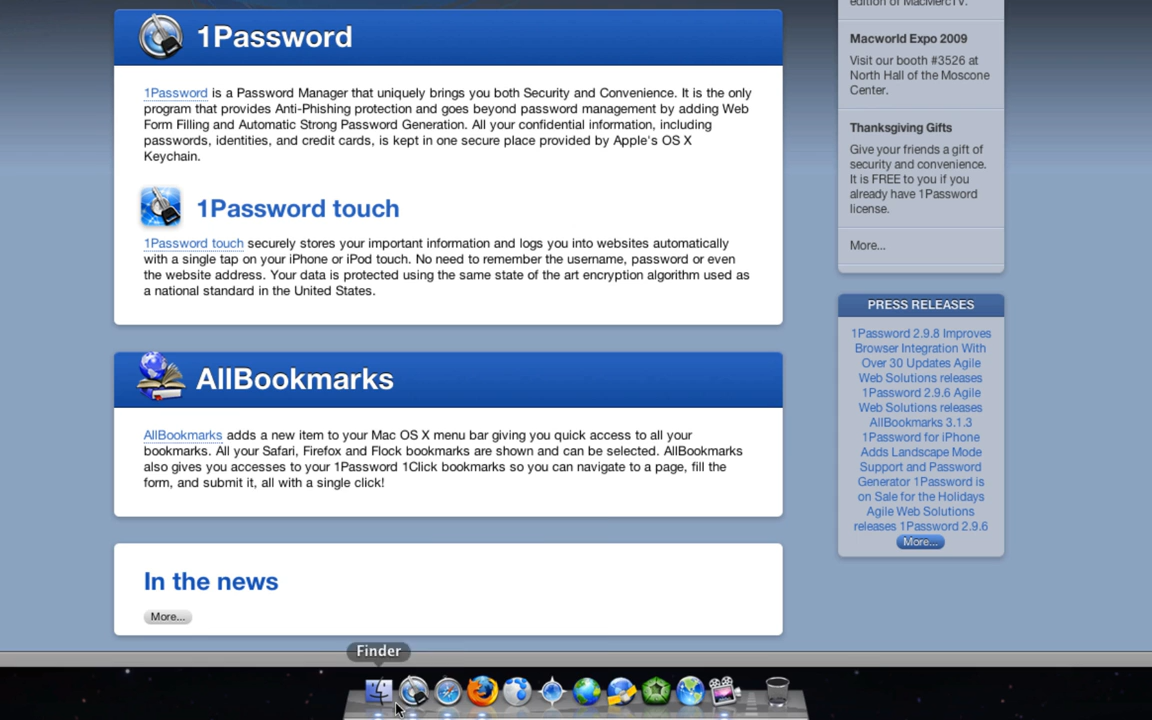 1Password
1Password is a Password Manager that uniquely brings you both Security and Convenience. It is the only
program that provides Anti-Phishing protection and goes beyond password management by adding Web
Form Filling and Automatic Strong Password Generation. All your confidential information, including
passwords, identities, and credit cards, is kept in one secure place provided by Apple's OS X
Keychain.
1Password touch
1Password touch securely stores your important information and logs you into websites automatically
with a single tap on your iPhone or iPod touch. No need to remember the username, password or even
the website address. Your data is protected using the same state of the art encryption algorithm used as
a national standard in the United States.
AllBookmarks
AllBookmarks adds a new item to your Mac OS X menu bar giving you quick access to all your
bookmarks. All your Safari, Firefox and Flock bookmarks are shown and can be selected. AllBookmarks
also gives you accesses to your 1Password 1Click bookmarks so you can navigate to a page, fill the
form, and submit it, all with a single click!
In the news
More...
edition of MacMercTV.
Macworld Expo 2009
Visit our booth #3526 at
North Hall of the Moscone
Center.
Thanksgiving Gifts
Give your friends a gift of
security and convenience.
It is FREE to you if you
already have 1Password
license.
More...
PRESS RELEASES
1Password 2.9.8 Improves
Browser Integration With
Over 30 Updates Agile
Web Solutions releases
1Password 2.9.6 Agile
Web Solutions releases
AllBookmarks 3.1.3
1Password for iPhone
Adds Landscape Mode
Support and Password
Generator 1Password is
on Sale for the Holidays
Agile Web Solutions
releases 1Password 2.9.6
More...
Finder